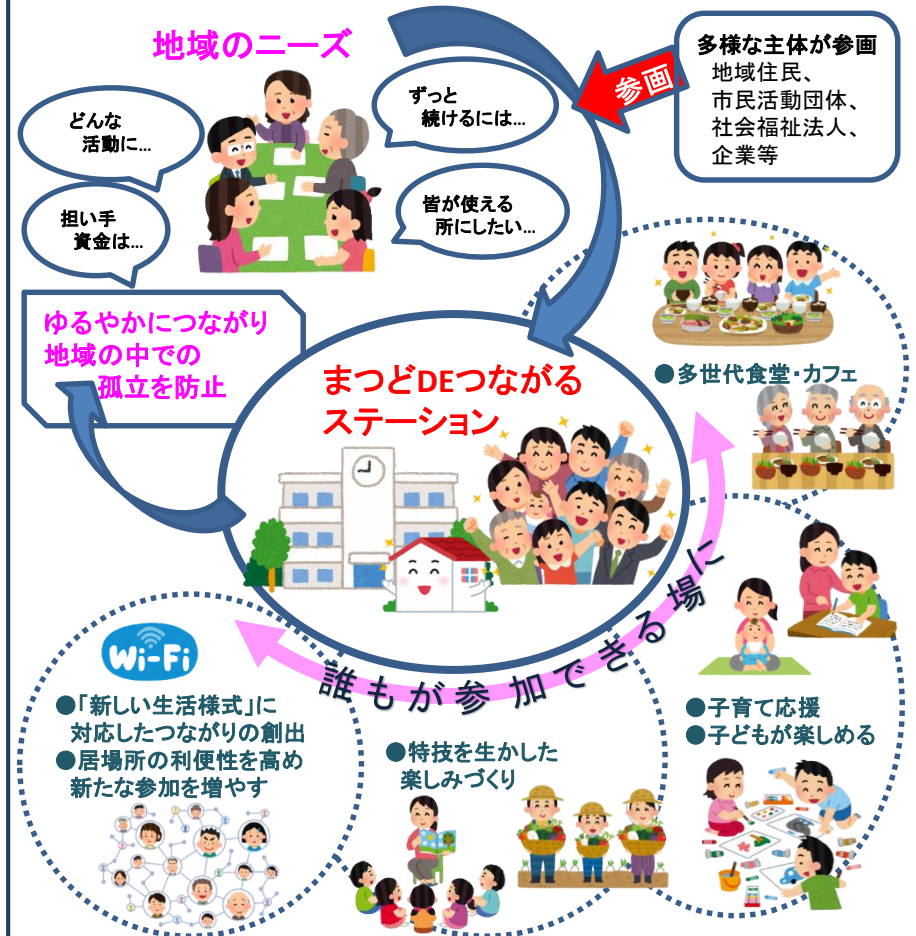 地域のニーズ
どんな
活動に…
ずっと
続けるには…
担い手
資金は…
皆が使える
所にしたい…
参画
多様な主体が参画
地域住民、
市民活動団体、
社会福祉法人、
企業等
ゆるやかにつながり
地域の中での
孤立を防止
まつどDEつながる
ステーション
●多世代食堂・カフェ
誰もが参加できる場に
Wi-Fi
●「新しい生活様式」に
対応したつながりの創出
●居場所の利便性を高め
新たな参加を増やす
●特技を生かした
楽しみづくり
●子育て応援
●子どもが楽しめる